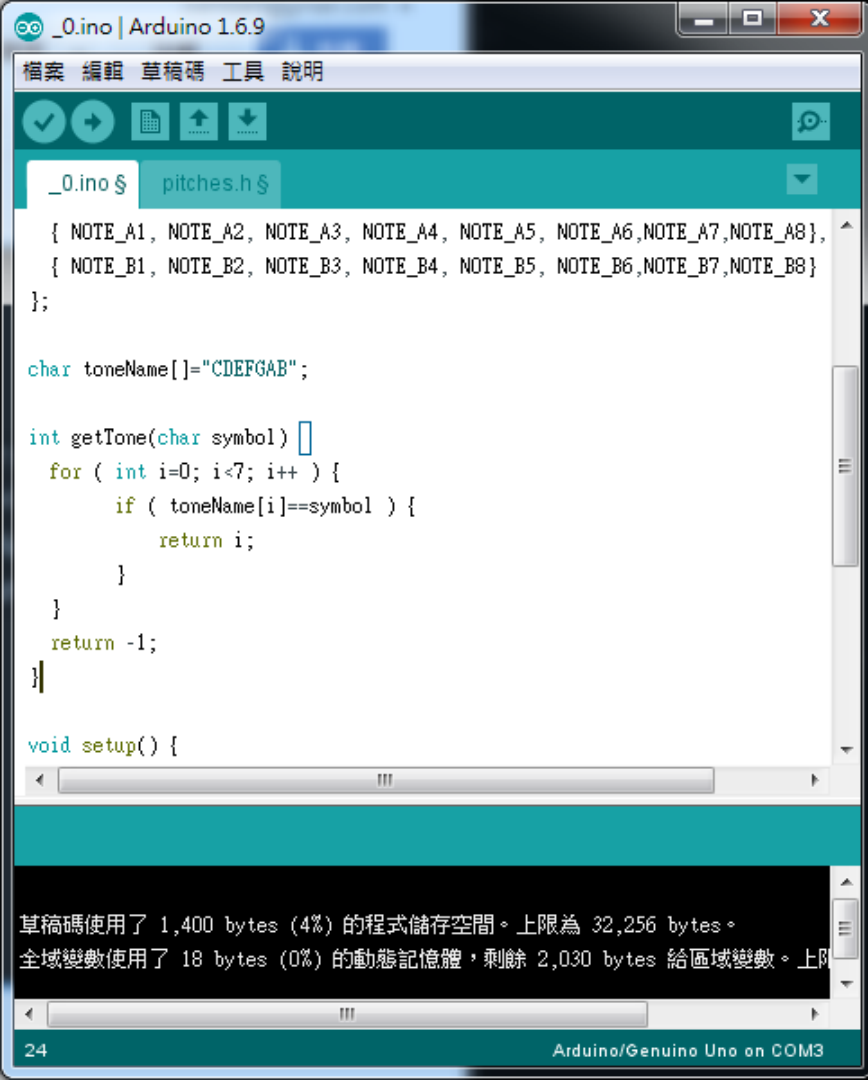 _0.ino | Arduino 1.6.9
檔案 編輯 草稿碼 工具 說明
_0.ino § pitches.h §
{ NOTE_A1, NOTE_A2, NOTE_A3, NOTE_A4, NOTE_A5, NOTE_A6,NOTE_A7,NOTE_A8},
{ NOTE_B1, NOTE_B2, NOTE_B3, NOTE_B4, NOTE_B5, NOTE_B6,NOTE_B7,NOTE_B8}
};
char toneName[]="CDEFGAB";
int getTone(char symbol)
for ( int i=0; i<7; i++ ) {
if ( toneName[i]==symbol ) {
return i;
}
}
return -1;
}
void setup() {
草稿碼使用了 1,400 bytes (4%) 的程式儲存空間。上限為 32,256 bytes。
全域變數使用了 18 bytes (0%) 的動態記憶體，剩餘 2,030 bytes 給區域變數。上限
24 Arduino/Genuino Uno on COM3